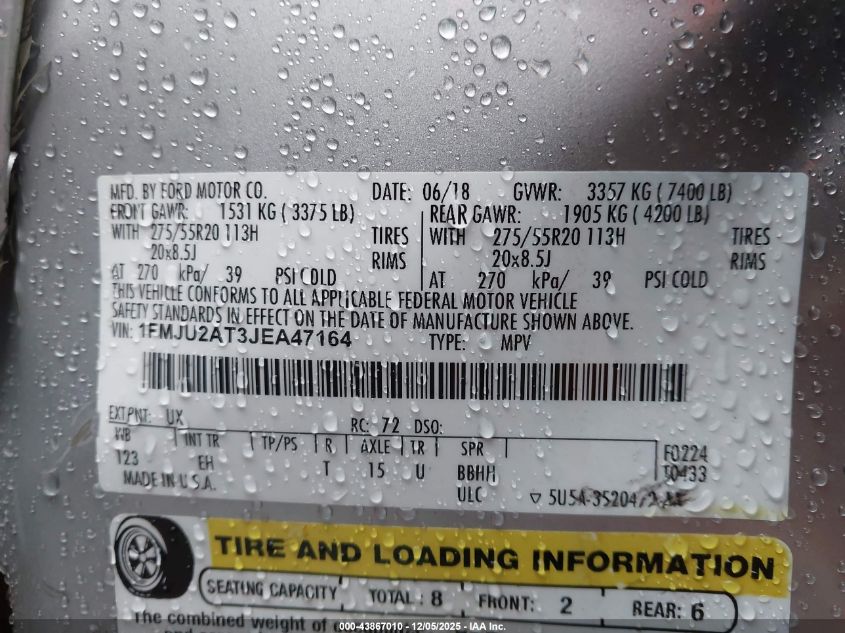 MFD. BY FORD MOTOR CO. DATE: 06/18 GVWR: 3357 KG ( 7400 LB)
FRONT GAWR: 1531 KG ( 3375 LB) REAR GAWR: 1905 KG ( 4200 LB)
WITH 275/55R20 113H TIRES WITH 275/55R20 113H TIRES
20x8.5J RIMS 20x8.5J RIMS
AT 270 kPa/ 39 PSI COLD AT 270 kPa/ 39 PSI COLD
THIS VEHICLE CONFORMS TO ALL APPLICABLE FEDERAL MOTOR VEHICLE
SAFETY STANDARDS IN EFFECT ON THE DATE OF MANUFACTURE SHOWN ABOVE.
VIN: 1FMJU2AT3JEA47164 TYPE: MPV
EXT PNT: UX RC: 72 DSO:
WB INT TR TP/PS R AXLE TR SPR F0224
123 EH T 15 U BBHH T0433
MADE IN U.S.A. ULC
TIRE AND LOADING INFORMATION
SEATING CAPACITY TOTAL : 8 FRONT: 2 REAR: 6
The combined weight of
000-43867010 - 12/05/2025 - IAA Inc.